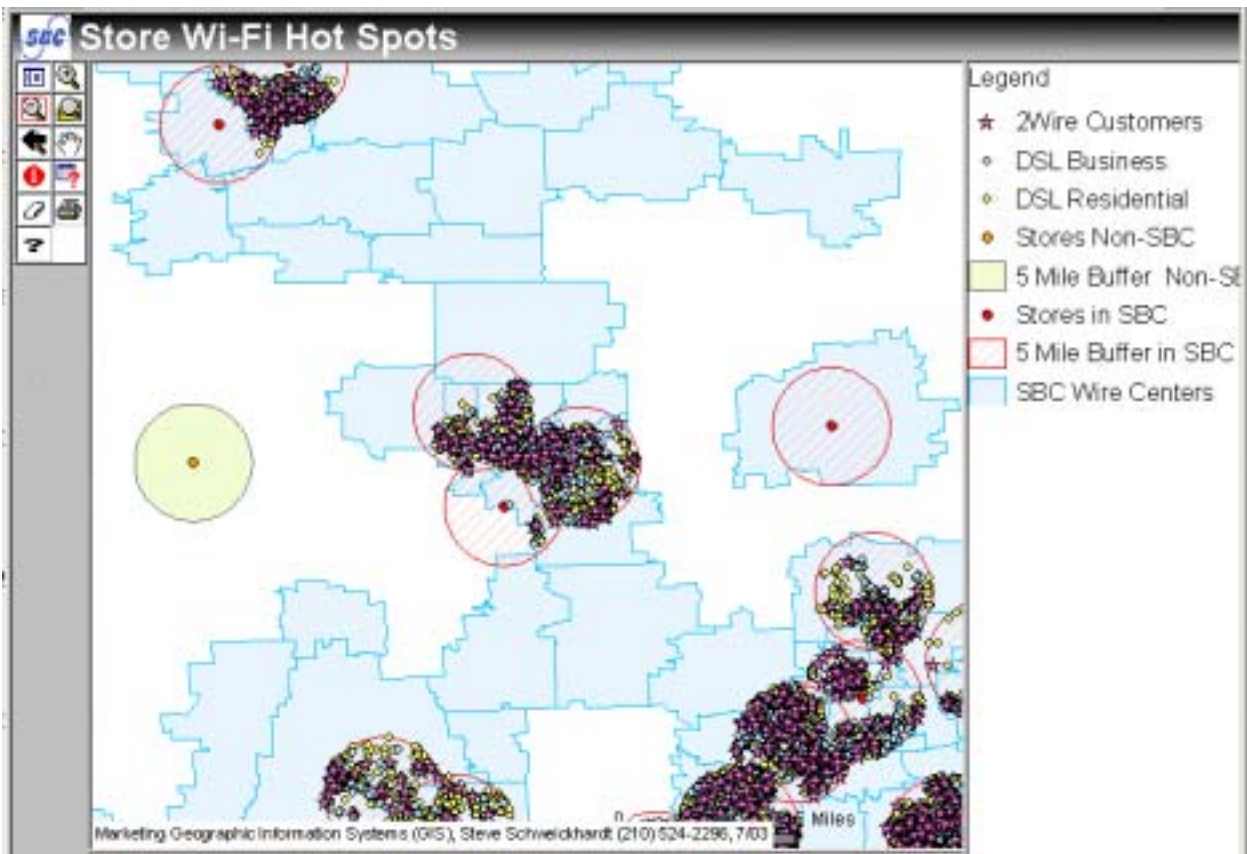 SBC Store Wi-Fi Hot Spots
Legend
2Wire Customers
DSL Business
DSL Residential
Stores Non-SBC
5 Mile Buffer Non-SB
Stores in SBC
5 Mile Buffer in SBC
SBC Wire Centers
Miles
Marketing Geographic Information Systems (GIS), Steve Schweickhardt (210) 524-2296, 7/03